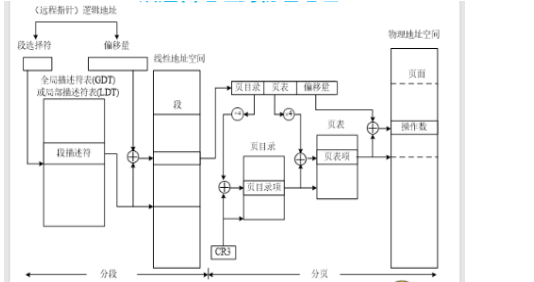 （远程指针）逻辑地址
段选择符
偏移量
全局描述符表(GDT)
或局部描述符表(LDT)
段描述符
线性地址空间
段
页目录
页表
偏移量
页目录
页目录项
CR3
页表
页表项
物理地址空间
页面
操作数
分段
分页